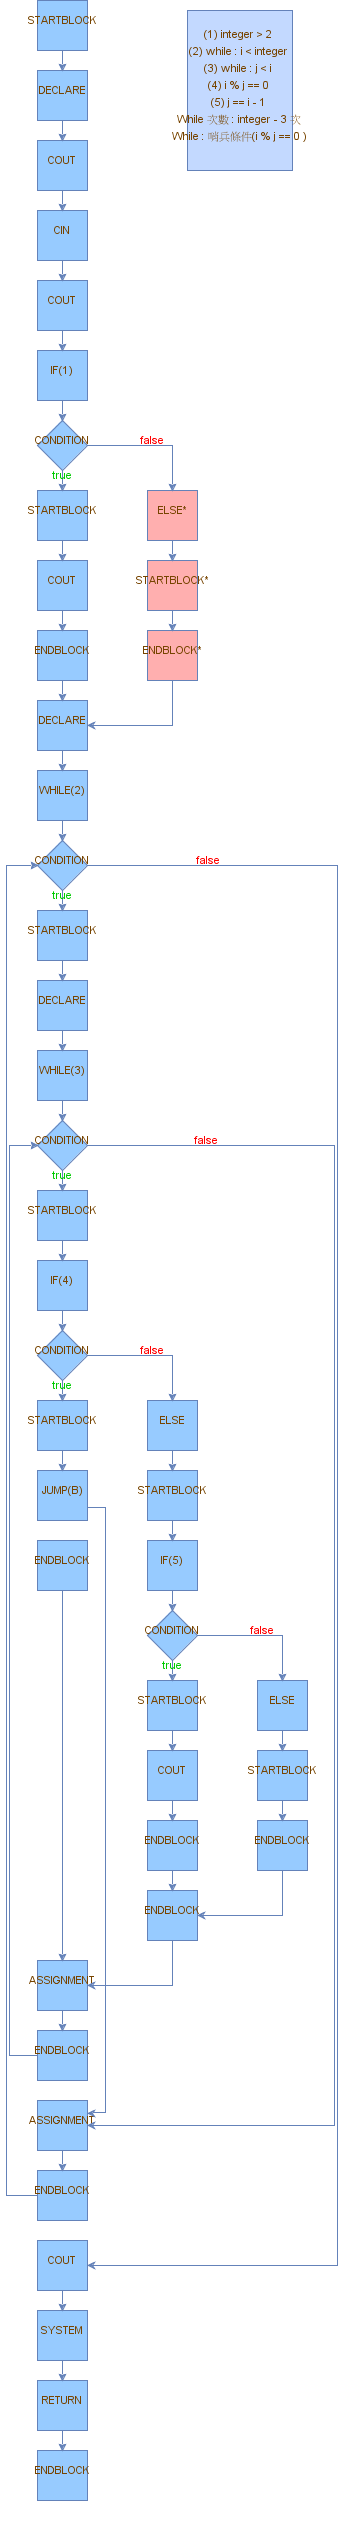 STARTBLOCK
(1) integer > 2
(2) while : i < integer
(3) while : j < i
(4) i % j == 0
(5) j == i - 1
While 次數 : integer - 3 次
While : 哨兵條件(i % j == 0 )
DECLARE
COUT
CIN
COUT
IF(1)
CONDITION
false
true
STARTBLOCK
ELSE*
COUT
STARTBLOCK*
ENDBLOCK
ENDBLOCK*
DECLARE
WHILE(2)
CONDITION
false
true
STARTBLOCK
DECLARE
WHILE(3)
CONDITION
false
true
STARTBLOCK
IF(4)
CONDITION
false
true
STARTBLOCK
ELSE
JUMP(B)
STARTBLOCK
ENDBLOCK
IF(5)
CONDITION
false
true
STARTBLOCK
ELSE
COUT
STARTBLOCK
ENDBLOCK
ENDBLOCK
ENDBLOCK
ASSIGNMENT
ENDBLOCK
ASSIGNMENT
ENDBLOCK
COUT
SYSTEM
RETURN
ENDBLOCK